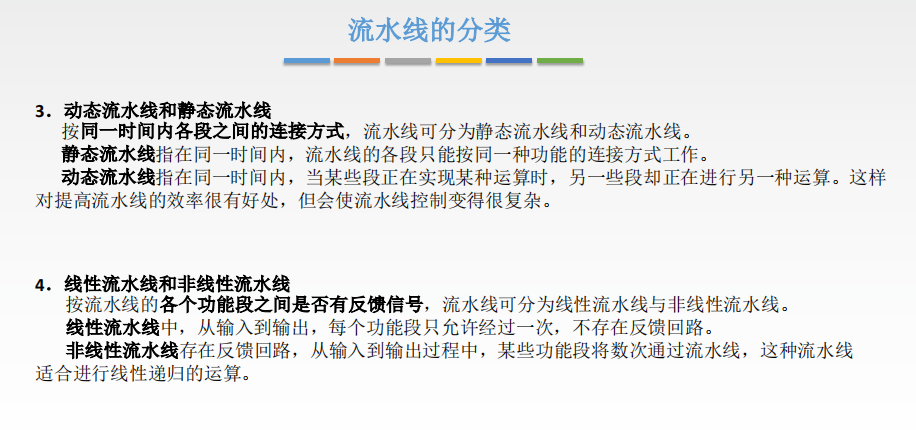 流水线的分类
3．动态流水线和静态流水线
按同一时间内各段之间的连接方式，流水线可分为静态流水线和动态流水线。
静态流水线指在同一时间内，流水线的各段只能按同一种功能的连接方式工作。
动态流水线指在同一时间内，当某些段正在实现某种运算时，另一些段却正在进行另一种运算。这样
对提高流水线的效率很有好处，但会使流水线控制变得很复杂。
4．线性流水线和非线性流水线
按流水线的各个功能段之间是否有反馈信号，流水线可分为线性流水线与非线性流水线。
线性流水线中，从输入到输出，每个功能段只允许经过一次，不存在反馈回路。
非线性流水线存在反馈回路，从输入到输出过程中，某些功能段将数次通过流水线，这种流水线
适合进行线性递归的运算。